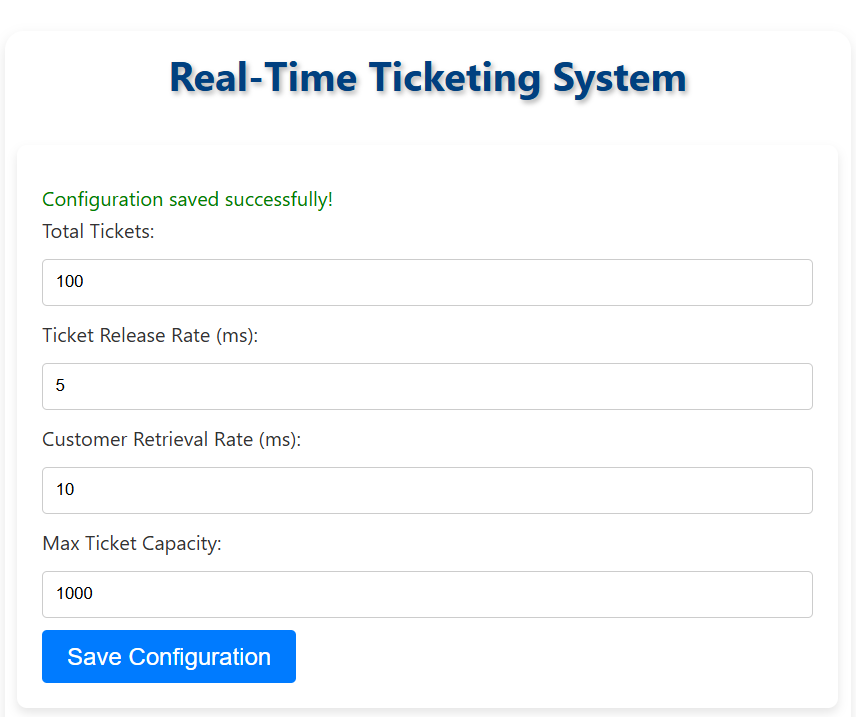 Real-Time Ticketing System
Configuration saved successfully!
Total Tickets:
100
Ticket Release Rate (ms):
5
Customer Retrieval Rate (ms):
10
Max Ticket Capacity:
1000
Save Configuration